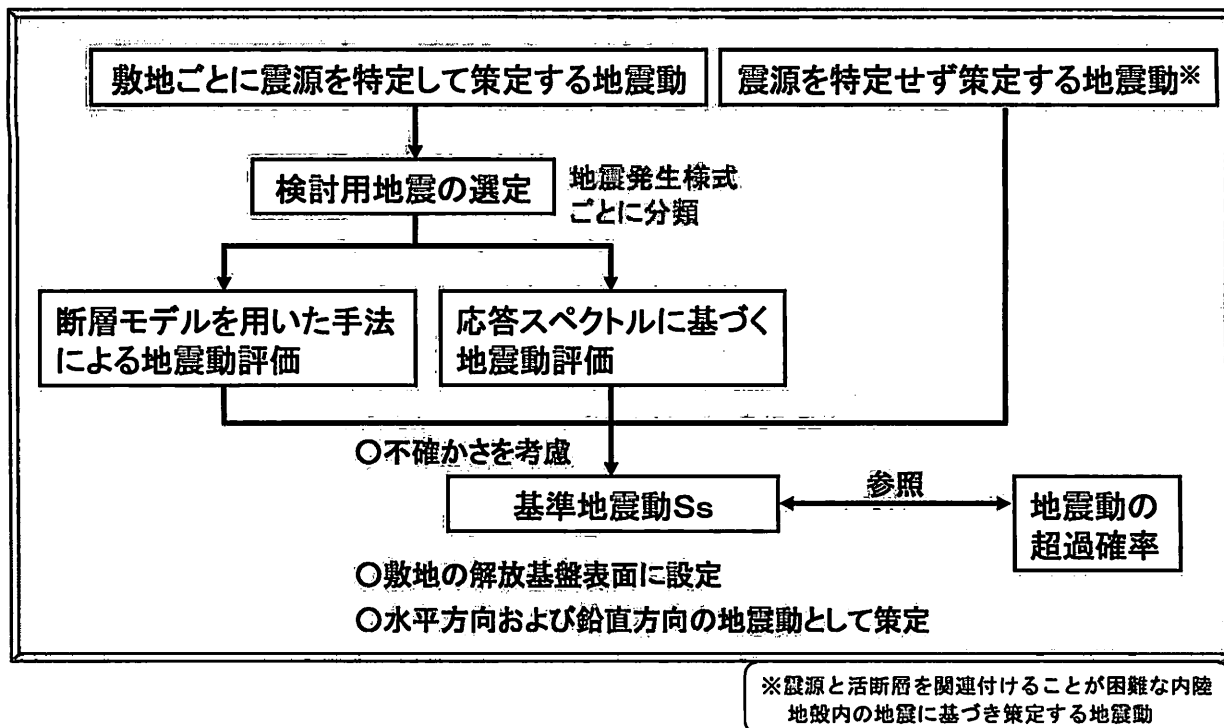 敷地ごとに震源を特定して策定する地震動
震源を特定せず策定する地震動※
検討用地震の選定
地震発生様式
ごとに分類
断層モデルを用いた手法
による地震動評価
応答スペクトルに基づく
地震動評価
○不確かさを考慮
基準地震動Ss
参照
地震動の
超過確率
○敷地の解放基盤表面に設定
○水平方向および鉛直方向の地震動として策定
※震源と活断層を関連付けることが困難な内陸
地殻内の地震に基づき策定する地震動